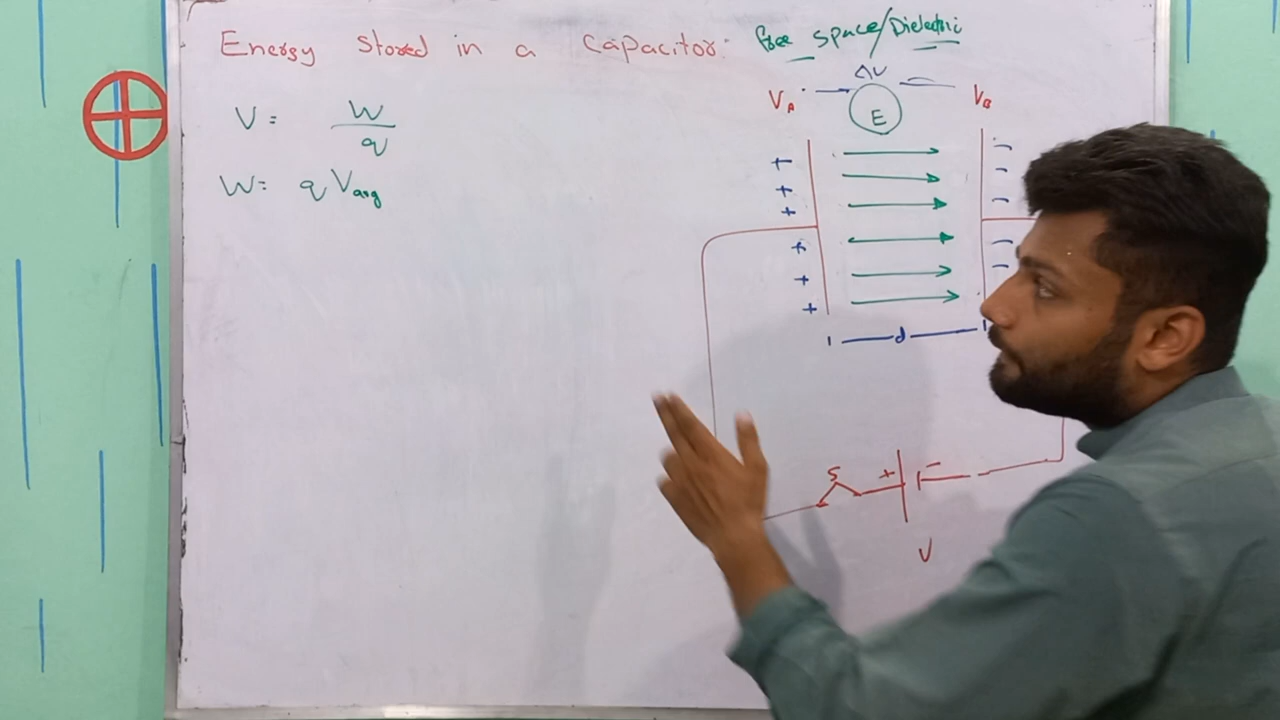 Energy Stored in a Capacitor: free space/Dielectric
V = W/q
W = q Vavg
ΔV
VA VB
E
+ -
+ -
+ -
+ -
+ -
+
d
S + -
V